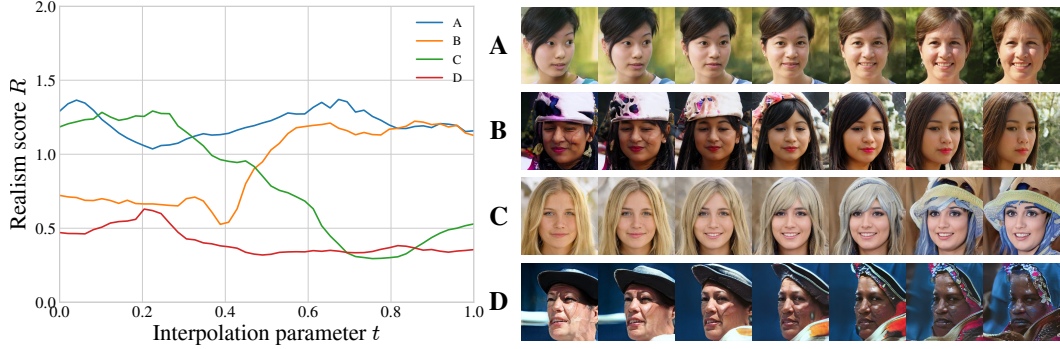 2.0
1.5
1.0
0.5
0.0
Realism score R
0.0 0.2 0.4 0.6 0.8 1.0
Interpolation parameter t
A
B
C
D
A
B
C
D